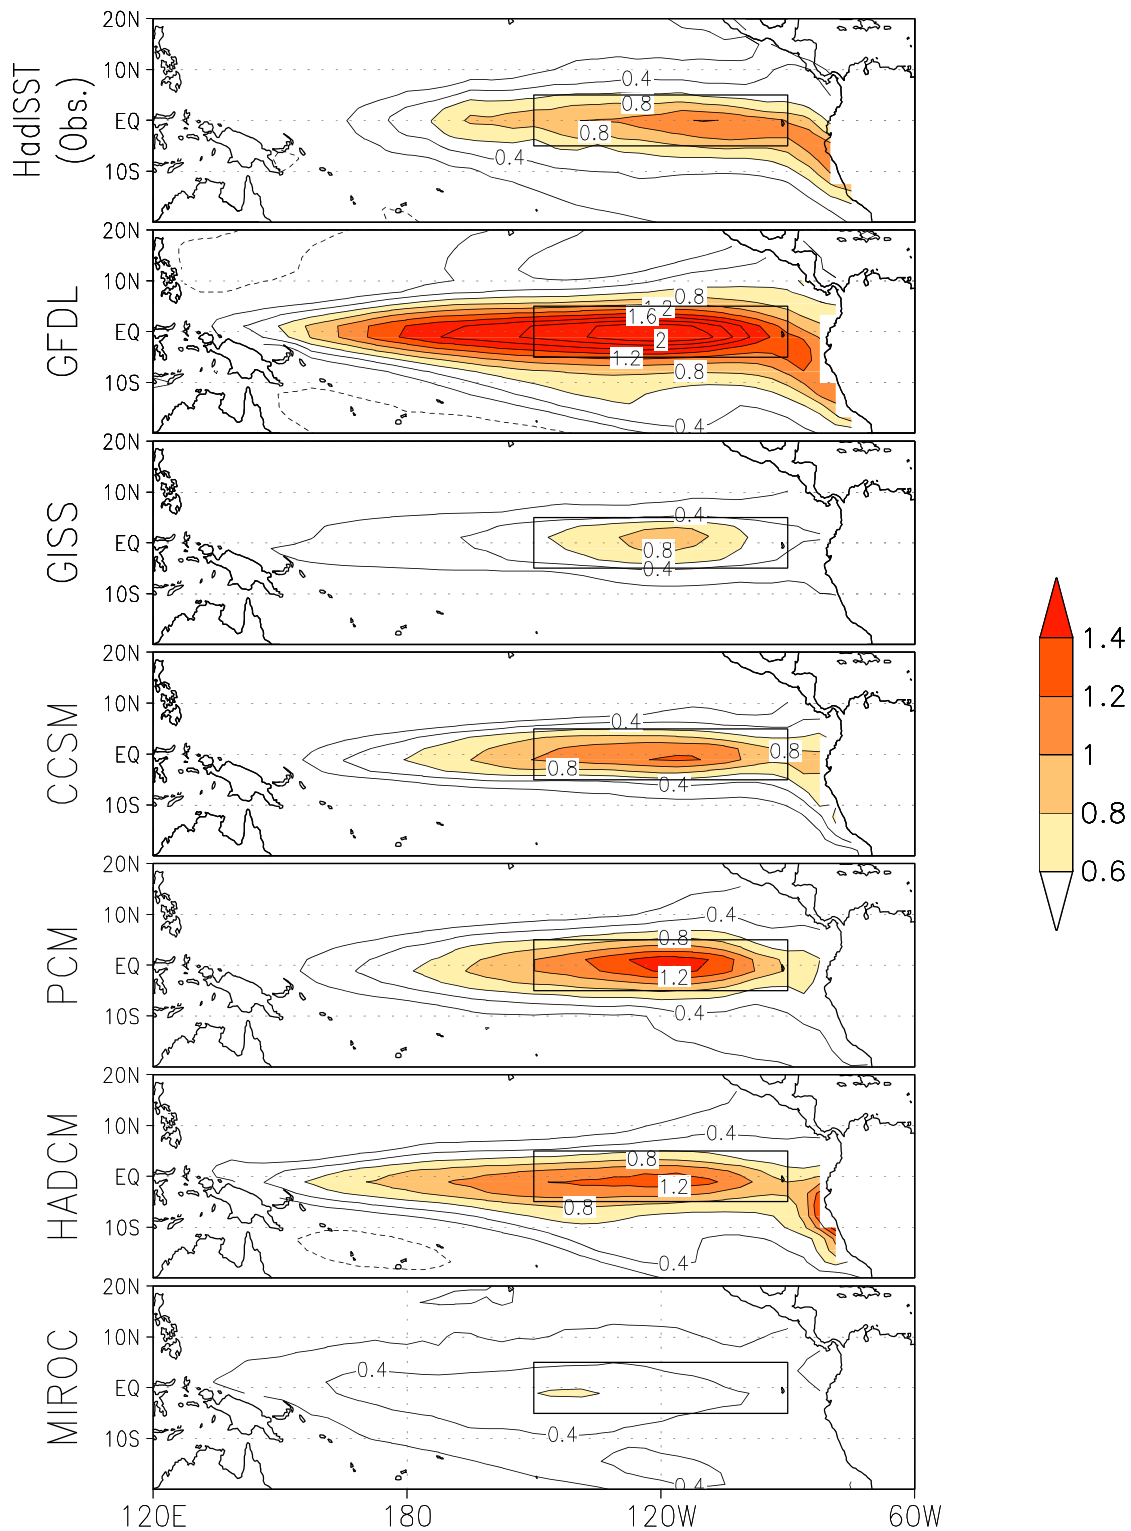 20N
10N
EQ
10S
HadISST
(Obs.)
0.4
0.8
0.8
0.4
20N
10N
EQ
10S
GFDL
0.8
1.2
1.6
2
1.2
0.8
0.4
20N
10N
EQ
10S
GISS
0.4
0.8
0.4
20N
10N
EQ
10S
CCSM
0.4
0.8
0.8
0.4
20N
10N
EQ
10S
PCM
0.4
0.8
1.2
0.4
20N
10N
EQ
10S
HADCM
0.4
0.8
1.2
0.8
0.4
20N
10N
EQ
10S
MIROC
0.4
0.4
0.4
120E
180
120W
60W
1.4
1.2
1
0.8
0.6